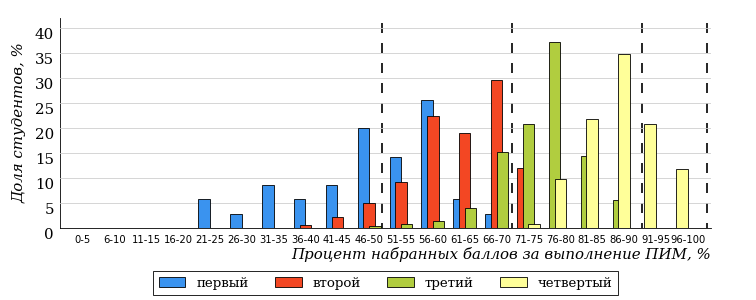 Доля студентов, %
40
35
30
25
20
15
10
5
0
0-5 6-10 11-15 16-20 21-25 26-30 31-35 36-40 41-45 46-50 51-55 56-60 61-65 66-70 71-75 76-80 81-85 86-90 91-95 96-100
Процент набранных баллов за выполнение ПИМ, %
первый второй третий четвертый